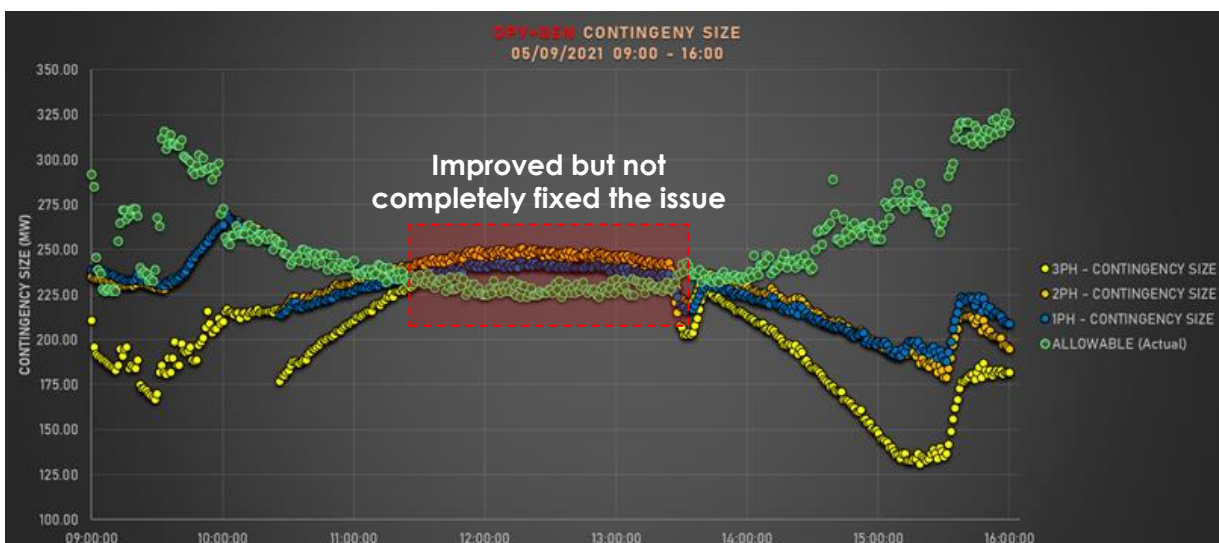 DPV+GEN CONTINGENY SIZE
05/09/2021 09:00 - 16:00
350.00
325.00
300.00
275.00
250.00
225.00
200.00
175.00
150.00
125.00
100.00
CONTINGENCY SIZE (MW)
Improved but not
completely fixed the issue
3PH - CONTINGENCY SIZE
2PH - CONTINGENCY SIZE
1PH - CONTINGENCY SIZE
ALLOWABLE (Actual)
09:00:00 10:00:00 11:00:00 12:00:00 13:00:00 14:00:00 15:00:00 16:00:00